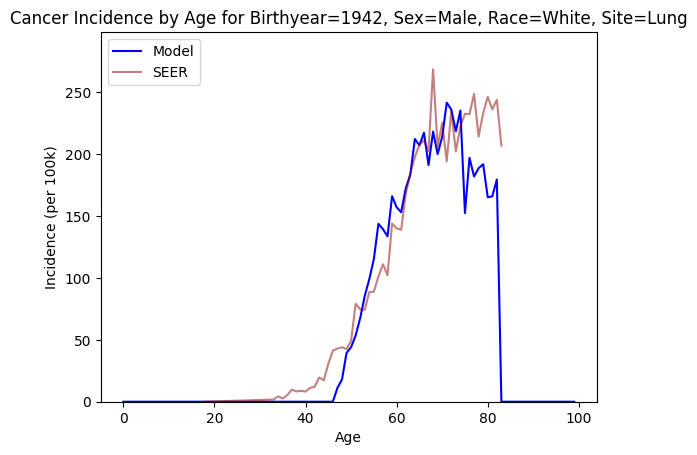 Cancer Incidence by Age for Birthyear=1942, Sex=Male, Race=White, Site=Lung
Model
SEER
250
200
150
100
50
0
Incidence (per 100k)
0 20 40 60 80 100
Age